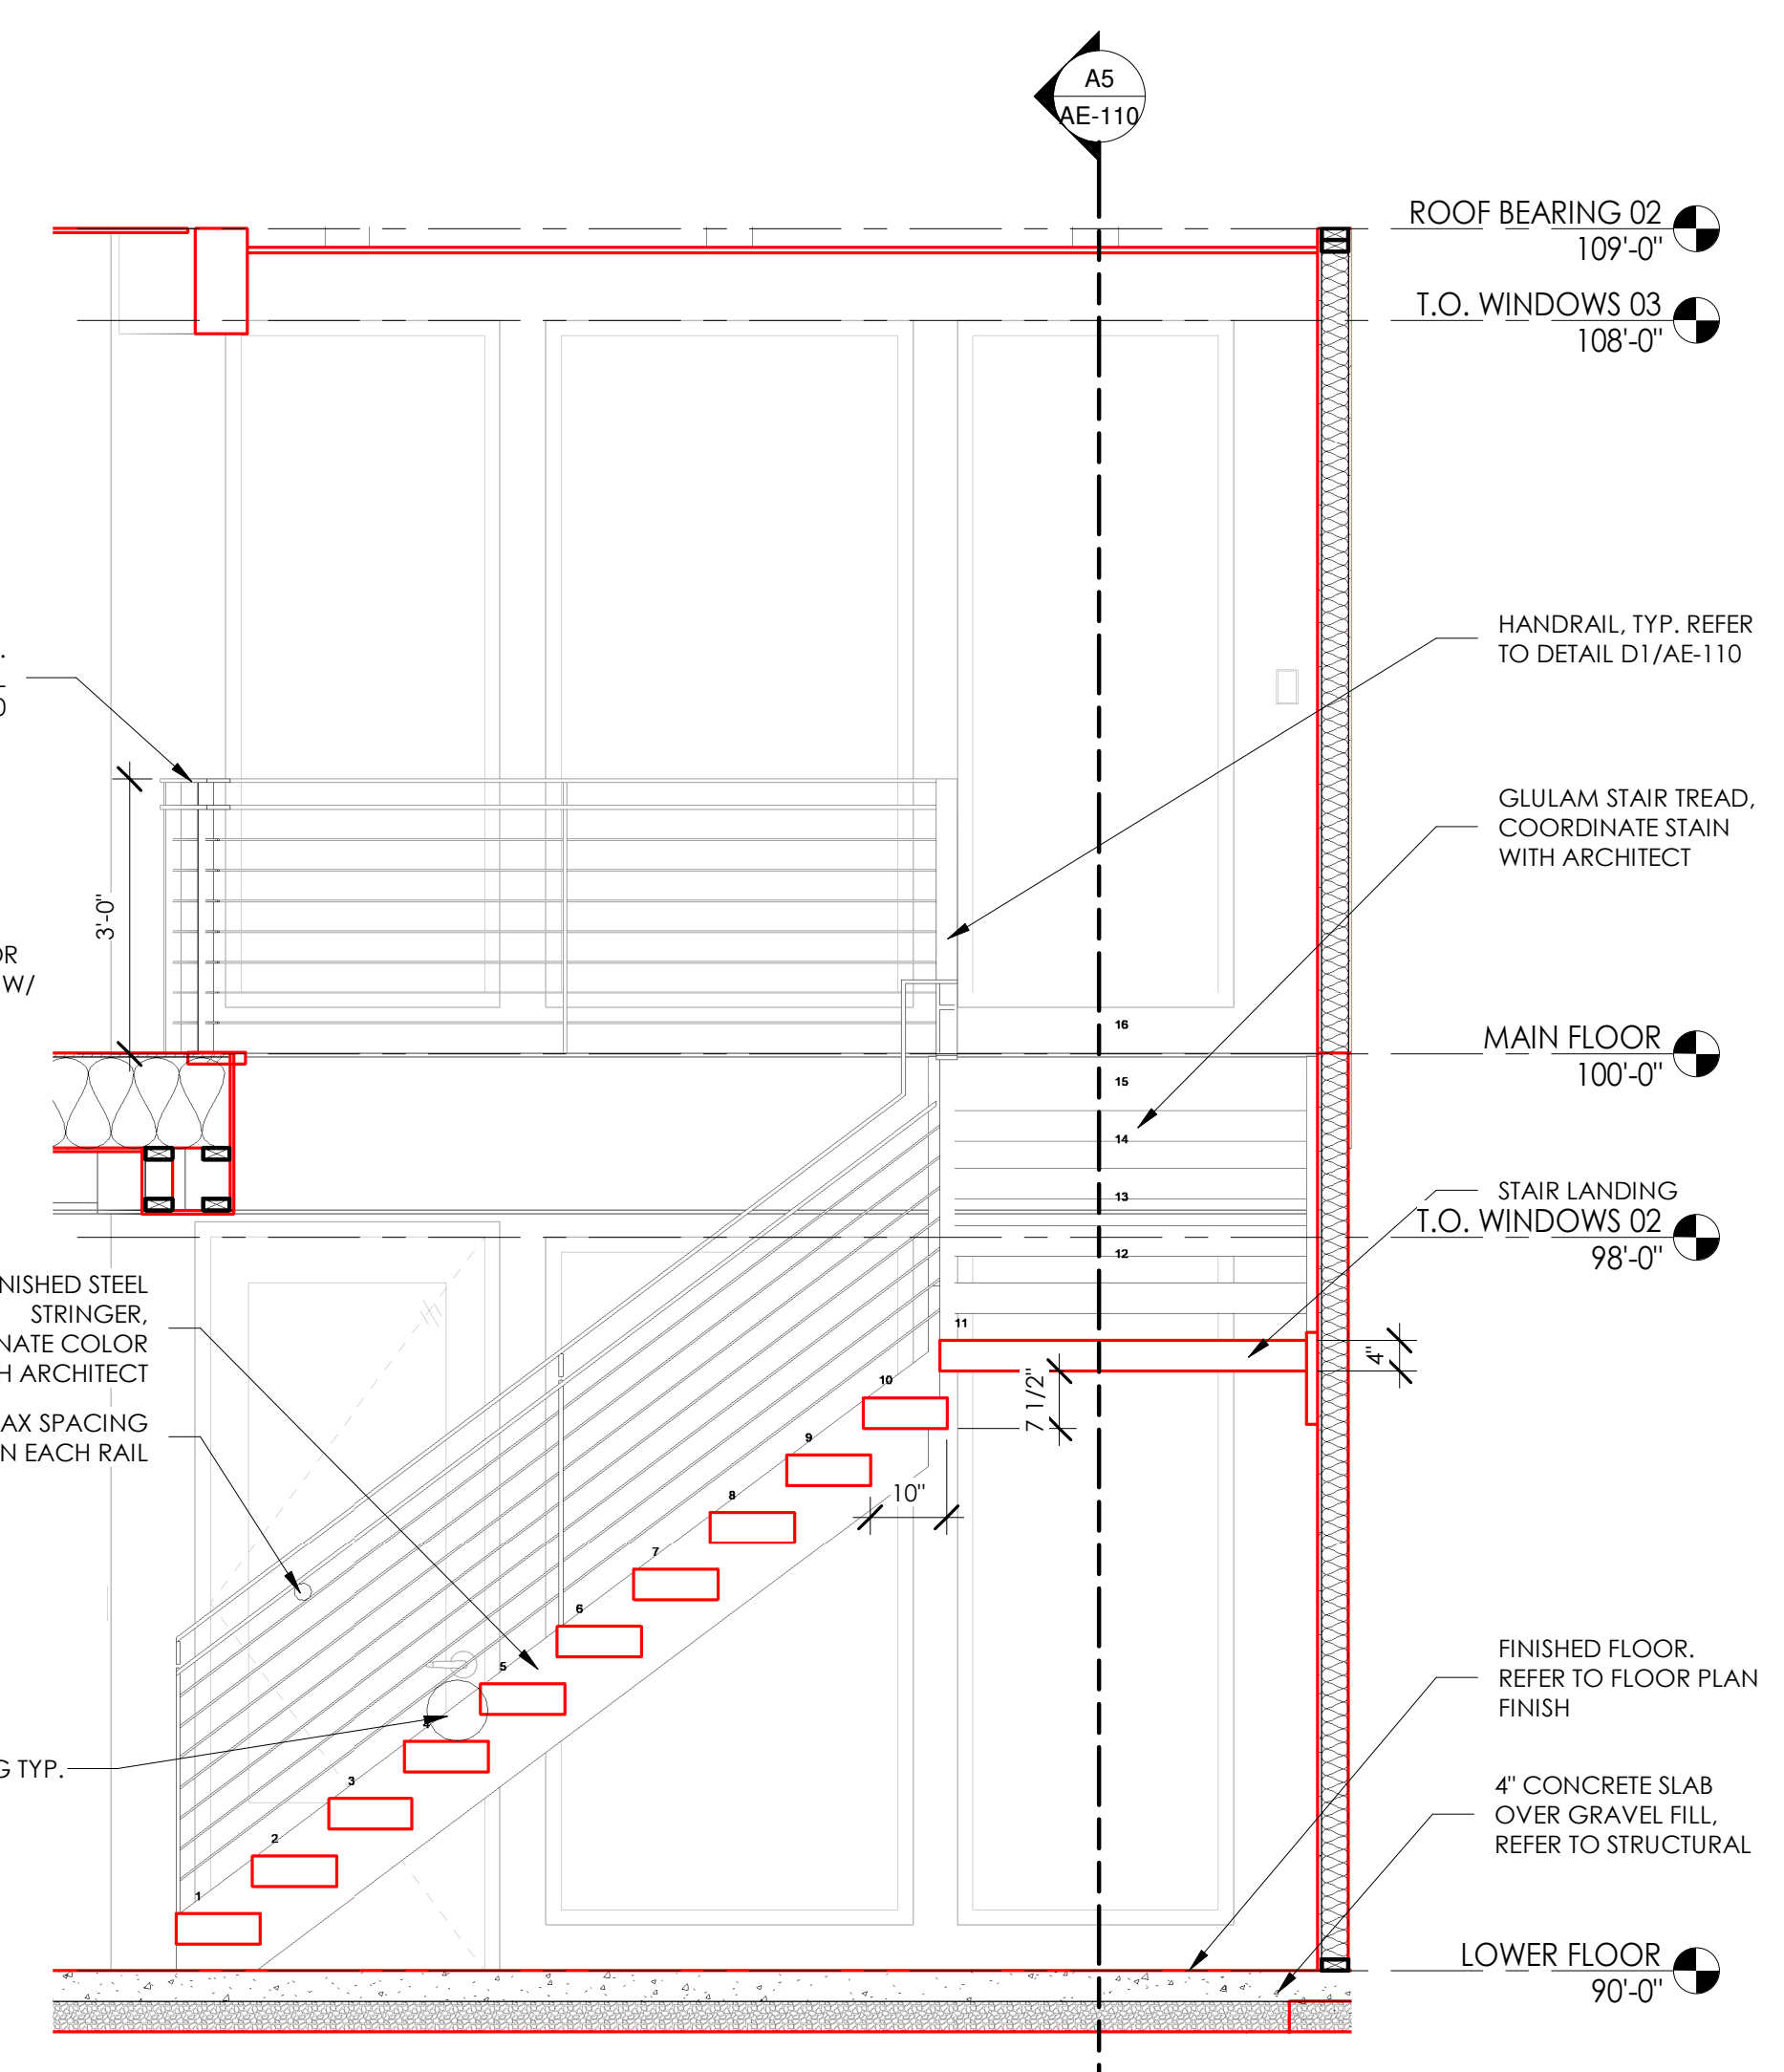 A5
AE-110
ROOF BEARING 02
109'-0"
T.O. WINDOWS 03
108'-0"
HANDRAIL, TYP. REFER
TO DETAIL D1/AE-110
GLULAM STAIR TREAD,
COORDINATE STAIN
WITH ARCHITECT
3'-0"
W/
16
MAIN FLOOR
100'-0"
15
14
13
STAIR LANDING
T.O. WINDOWS 02
98'-0"
12
STEEL
STRINGER,
COLOR
ARCHITECT
11
4"
7 1/2"
10
SPACING
EACH RAIL
9
10"
8
7
6
5
4
TYP.
3
2
1
FINISHED FLOOR.
REFER TO FLOOR PLAN
FINISH
4" CONCRETE SLAB
OVER GRAVEL FILL,
REFER TO STRUCTURAL
LOWER FLOOR
90'-0"